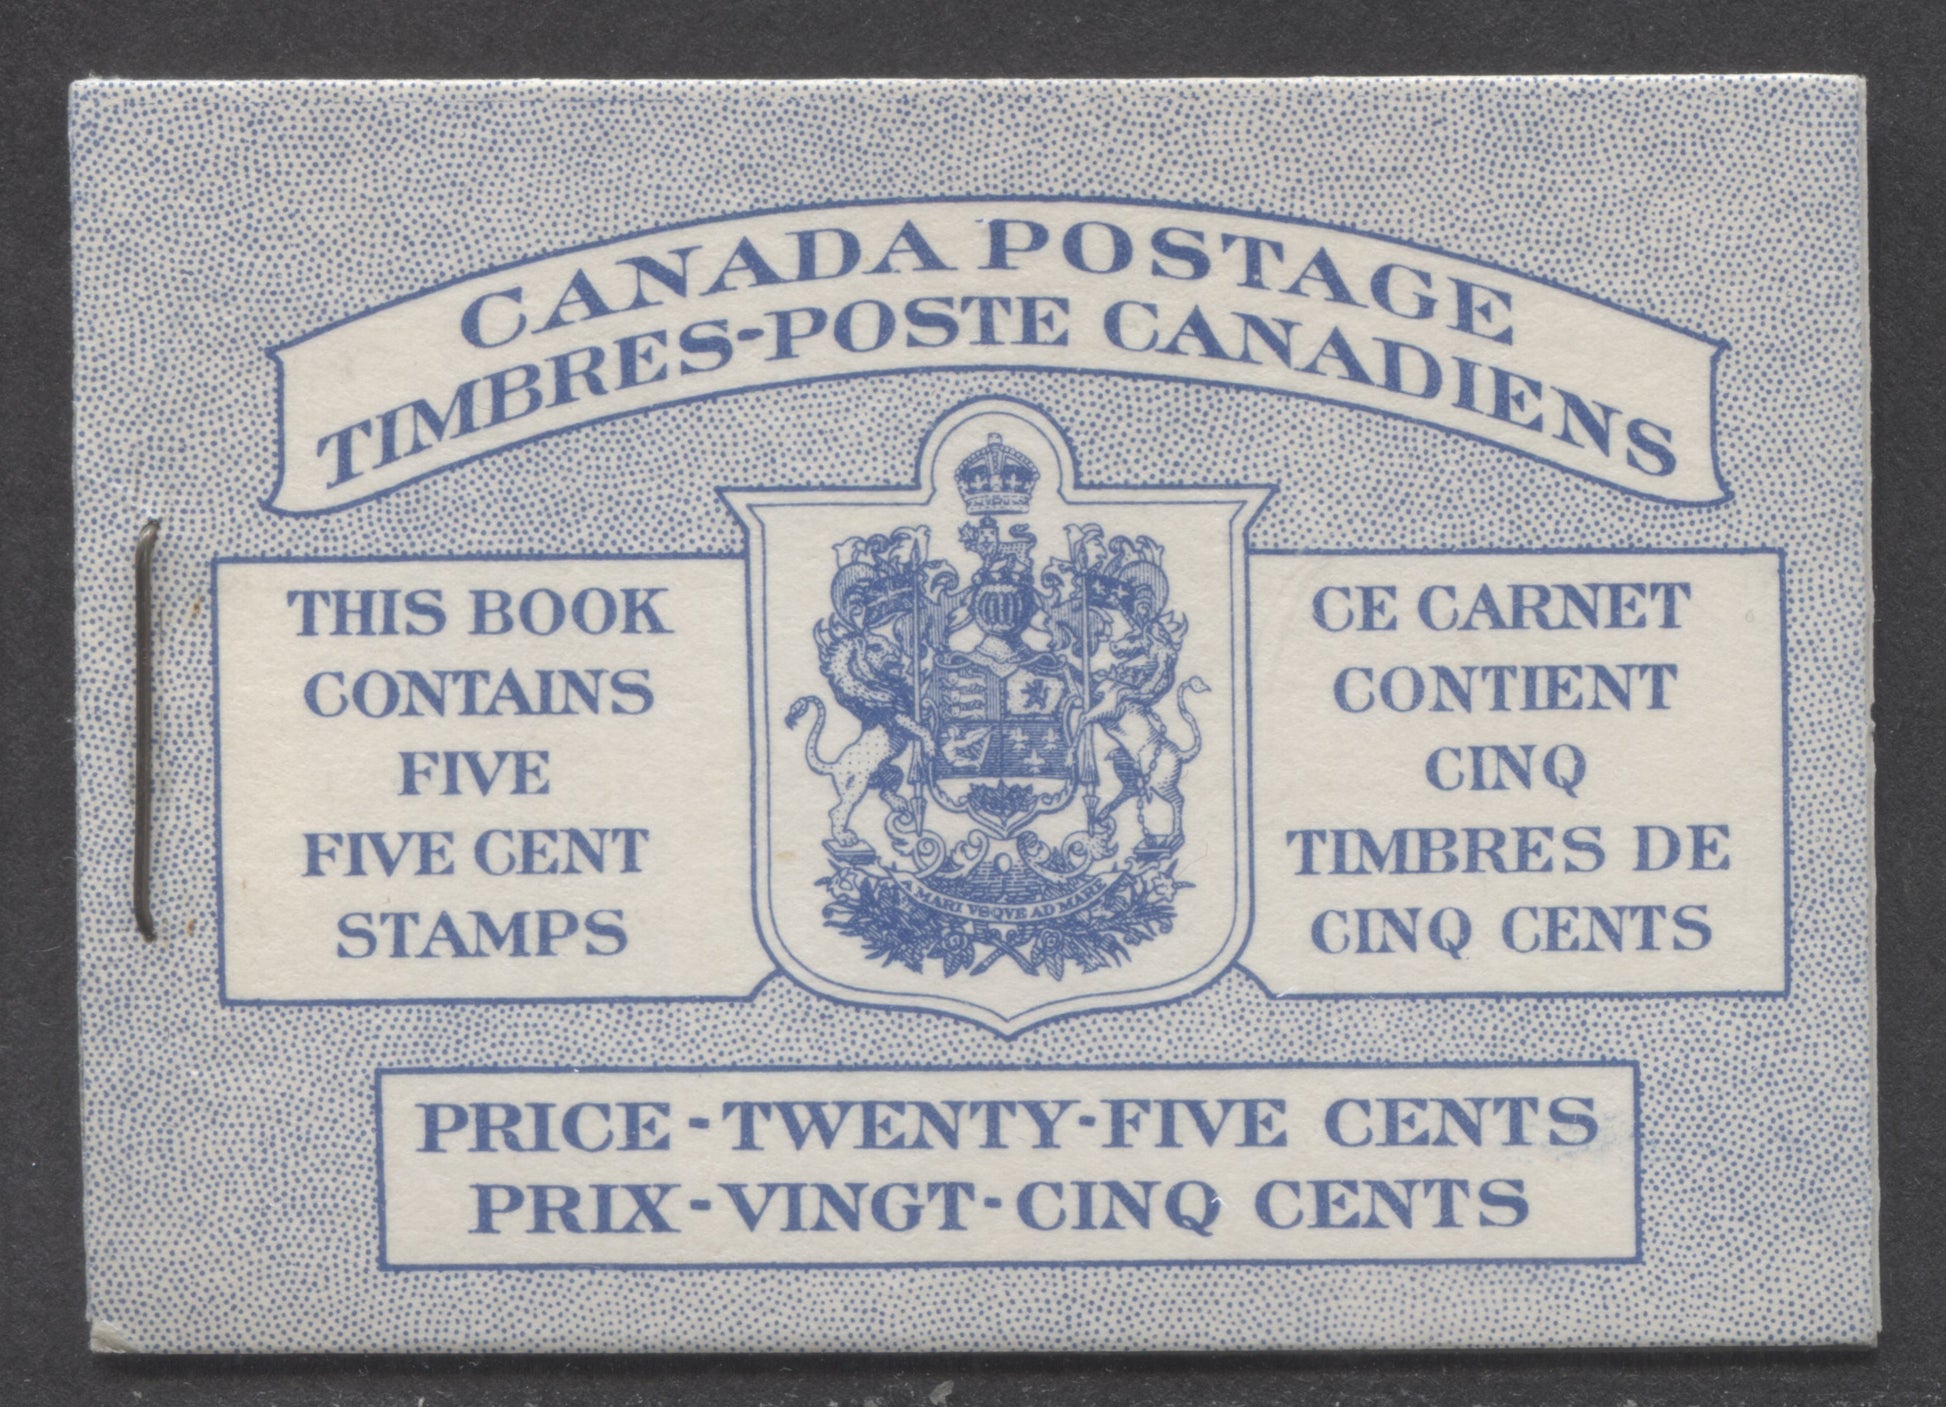 CANADA POSTAGE
TIMBRES-POSTE CANADIENS
THIS BOOK
CONTAINS
FIVE
FIVE CENT
STAMPS
A MARI VSQVE AD MARE
CE CARNET
CONTIENT
CINQ
TIMBRES DE
CINQ CENTS
PRICE-TWENTY-FIVE CENTS
PRIX-VINGT-CINQ CENTS